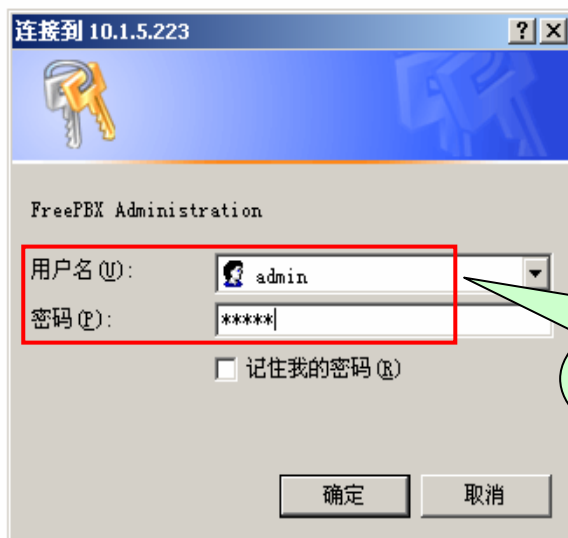 连接到 10.1.5.223
FreePBX Administration
用户名(U):
admin
密码(P):
*****
记住我的密码(R)
确定
取消